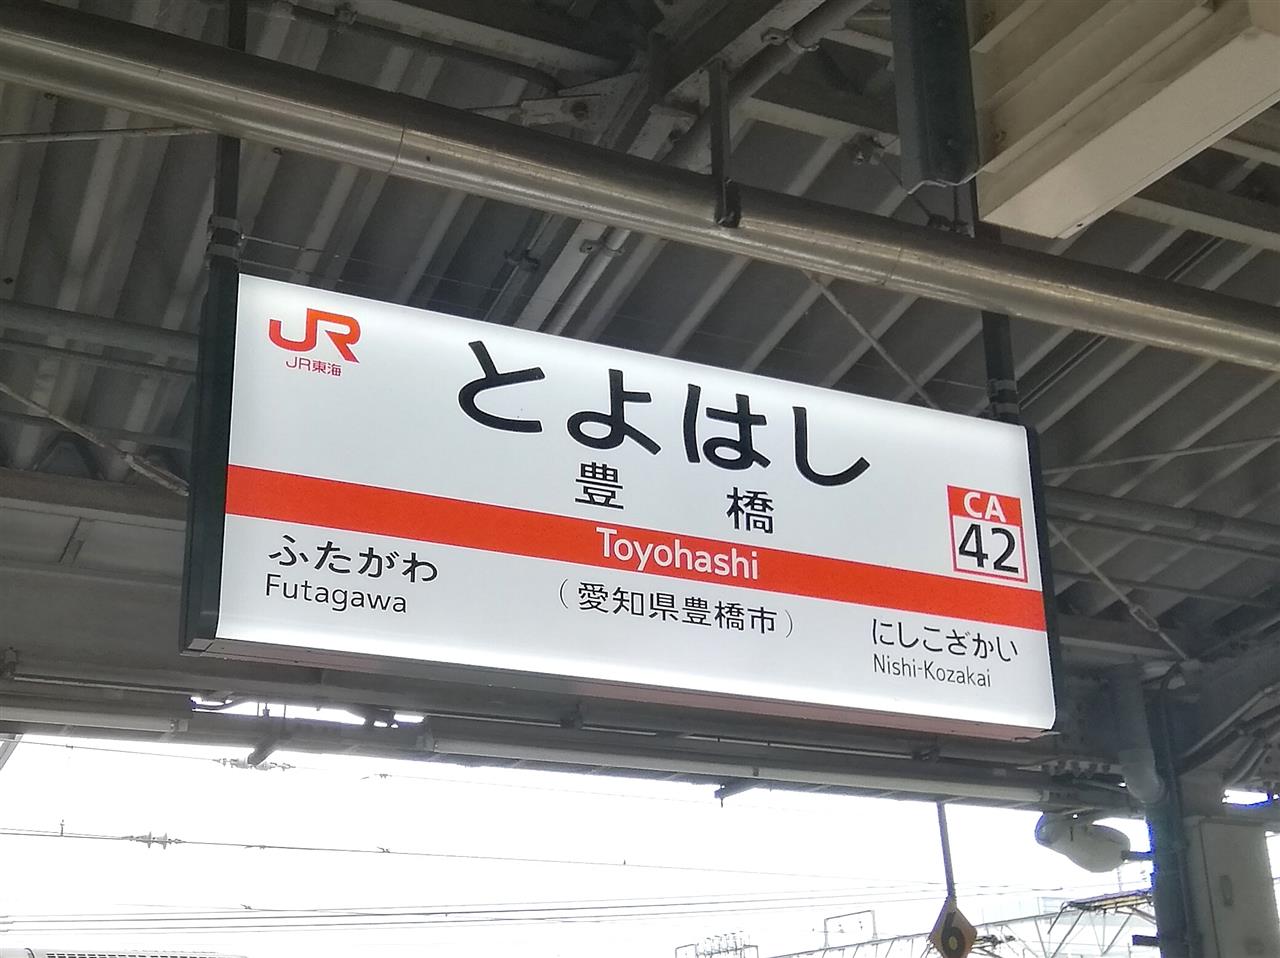 JR
JR東海
とよはし
豊橋
CA
42
Toyohashi
ふたがわ
Futagawa
(愛知県豊橋市)
にしこざかい
Nishi-Kozakai
6